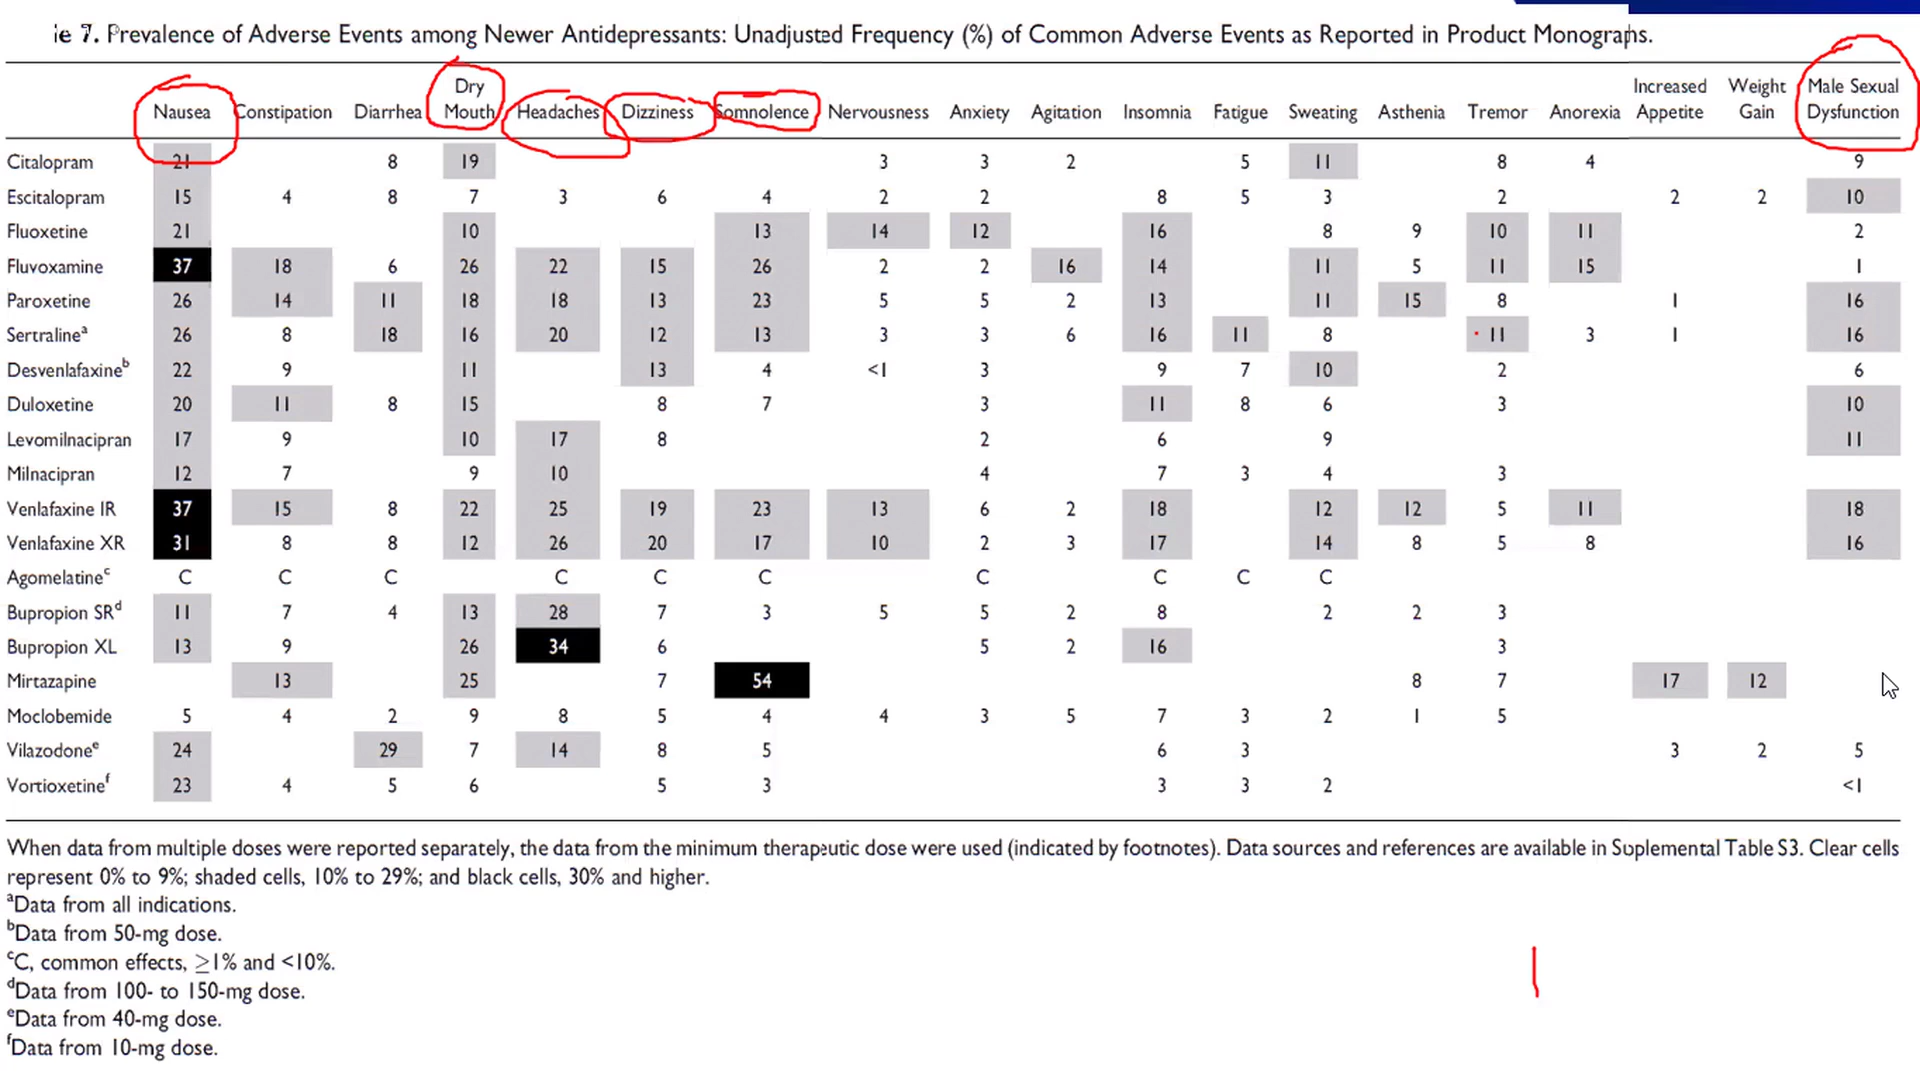 le 7. Prevalence of Adverse Events among Newer Antidepressants: Unadjusted Frequency (%) of Common Adverse Events as Reported in Product Monographs.
Nausea Constipation Diarrhea Dry Mouth Headaches Dizziness Somnolence Nervousness Anxiety Agitation Insomnia Fatigue Sweating Asthenia Tremor Anorexia Increased Appetite Weight Gain Male Sexual Dysfunction
Citalopram 21 8 19 3 3 2 5 11 8 4 9
Escitalopram 15 4 8 7 3 6 4 2 2 8 5 3 2 2 2 10
Fluoxetine 21 10 13 14 12 16 8 9 10 11 2
Fluvoxamine 37 18 6 26 22 15 26 2 2 16 14 11 5 11 15 1
Paroxetine 26 14 11 18 18 13 23 5 5 2 13 11 15 8 1 16
Sertralineᵃ 26 8 18 16 20 12 13 3 3 6 16 11 8 11 3 1 16
Desvenlafaxineᵇ 22 9 11 13 4 <1 3 9 7 10 2 6
Duloxetine 20 11 8 15 8 7 3 11 8 6 3 10
Levomilnacipran 17 9 10 17 8 2 6 9 11
Milnacipran 12 7 9 10 4 7 3 4 3
Venlafaxine IR 37 15 8 22 25 19 23 13 6 2 18 12 12 5 11 18
Venlafaxine XR 31 8 8 12 26 20 17 10 2 3 17 14 8 5 8 16
Agomelatineᶜ C C C C C C C C C C
Bupropion SRᵈ 11 7 4 13 28 7 3 5 5 2 8 2 2 3
Bupropion XL 13 9 26 34 6 5 2 16 3
Mirtazapine 13 25 7 54 8 7 17 12
Moclobemide 5 4 2 9 8 5 4 4 3 5 7 3 2 1 5
Vilazodoneᵉ 24 29 7 14 8 5 6 3 3 2 5
Vortioxetineᶠ 23 4 5 6 5 3 3 3 2 <1
When data from multiple doses were reported separately, the data from the minimum therapeutic dose were used (indicated by footnotes). Data sources and references are available in Suplemental Table S3. Clear cells
represent 0% to 9%; shaded cells, 10% to 29%; and black cells, 30% and higher.
ᵃData from all indications.
ᵇData from 50-mg dose.
ᶜC, common effects, ≥1% and <10%.
ᵈData from 100- to 150-mg dose.
ᵉData from 40-mg dose.
ᶠData from 10-mg dose.